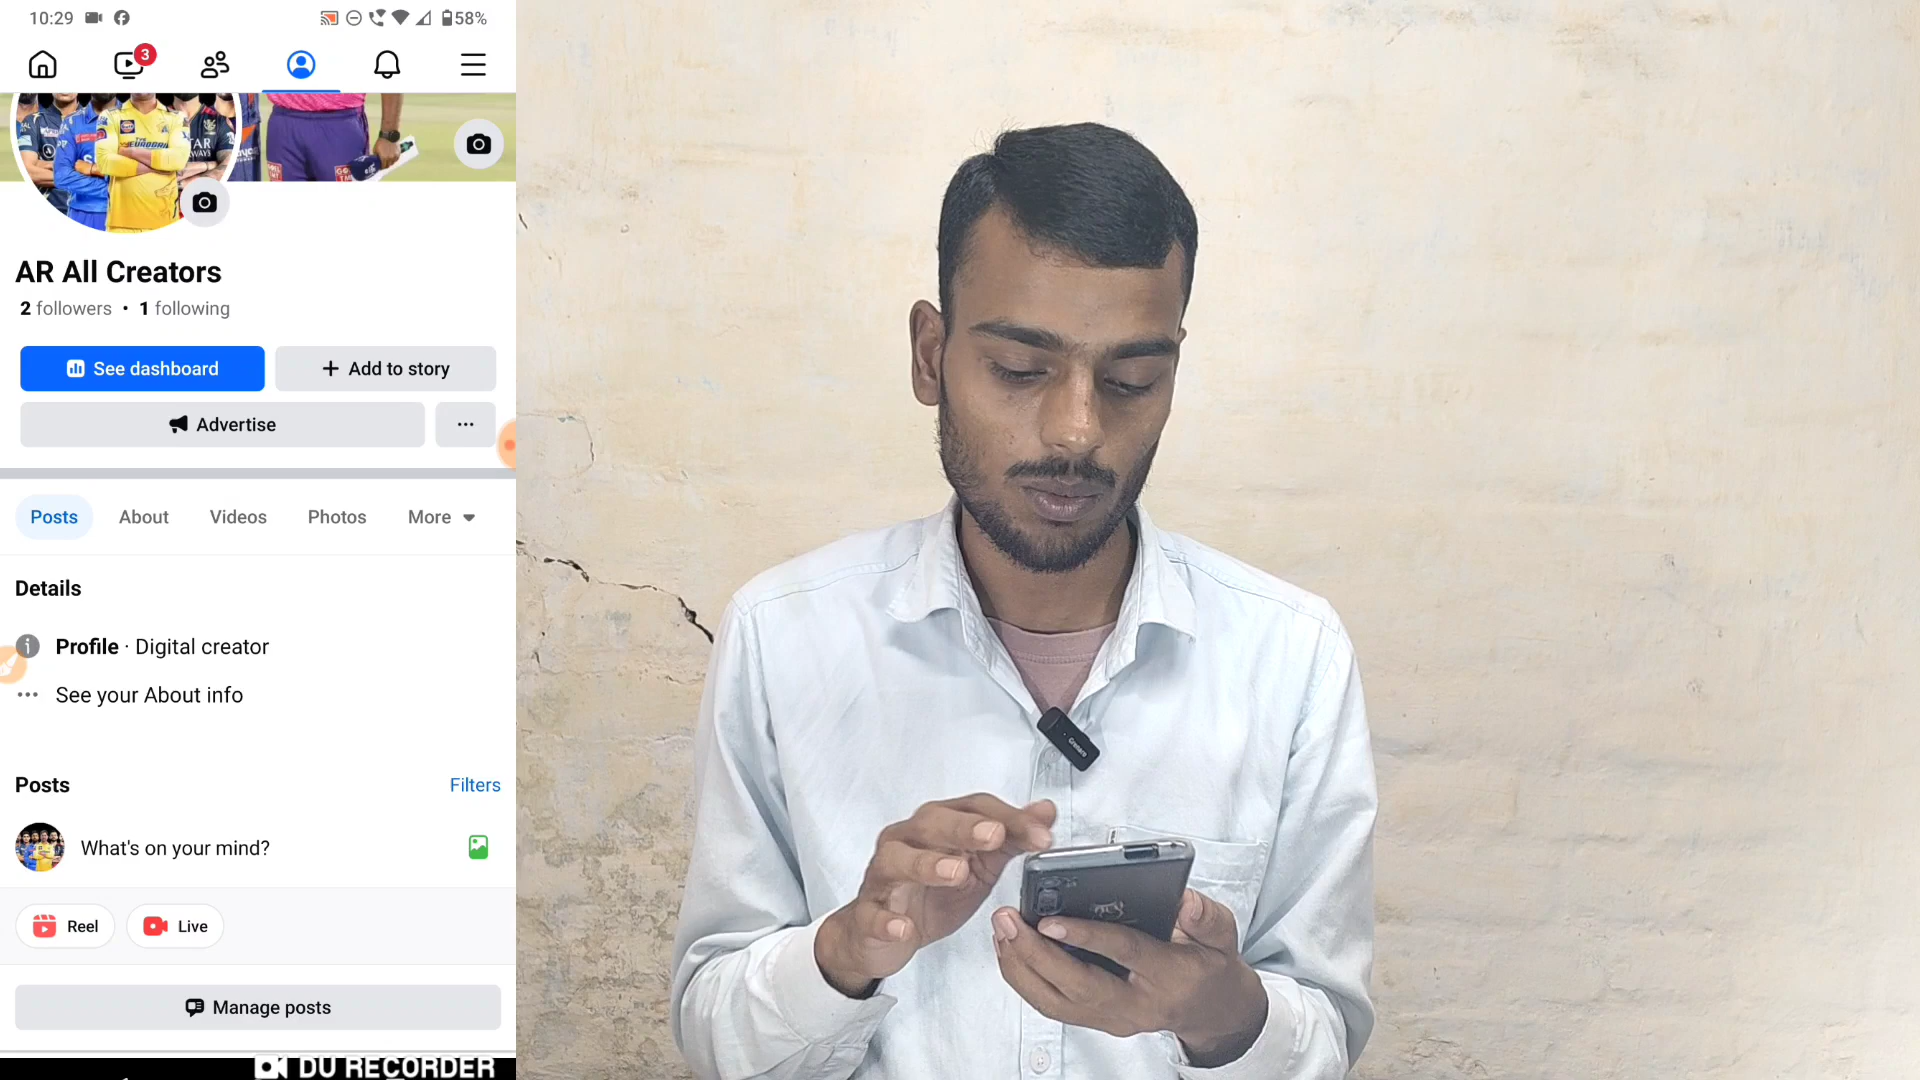 10:29
58%
3
AR All Creators
2 followers • 1 following
See dashboard
+ Add to story
Advertise
Posts
About
Videos
Photos
More
Details
Profile · Digital creator
See your About info
Posts
Filters
What's on your mind?
Reel
Live
Manage posts
DU RECORDER